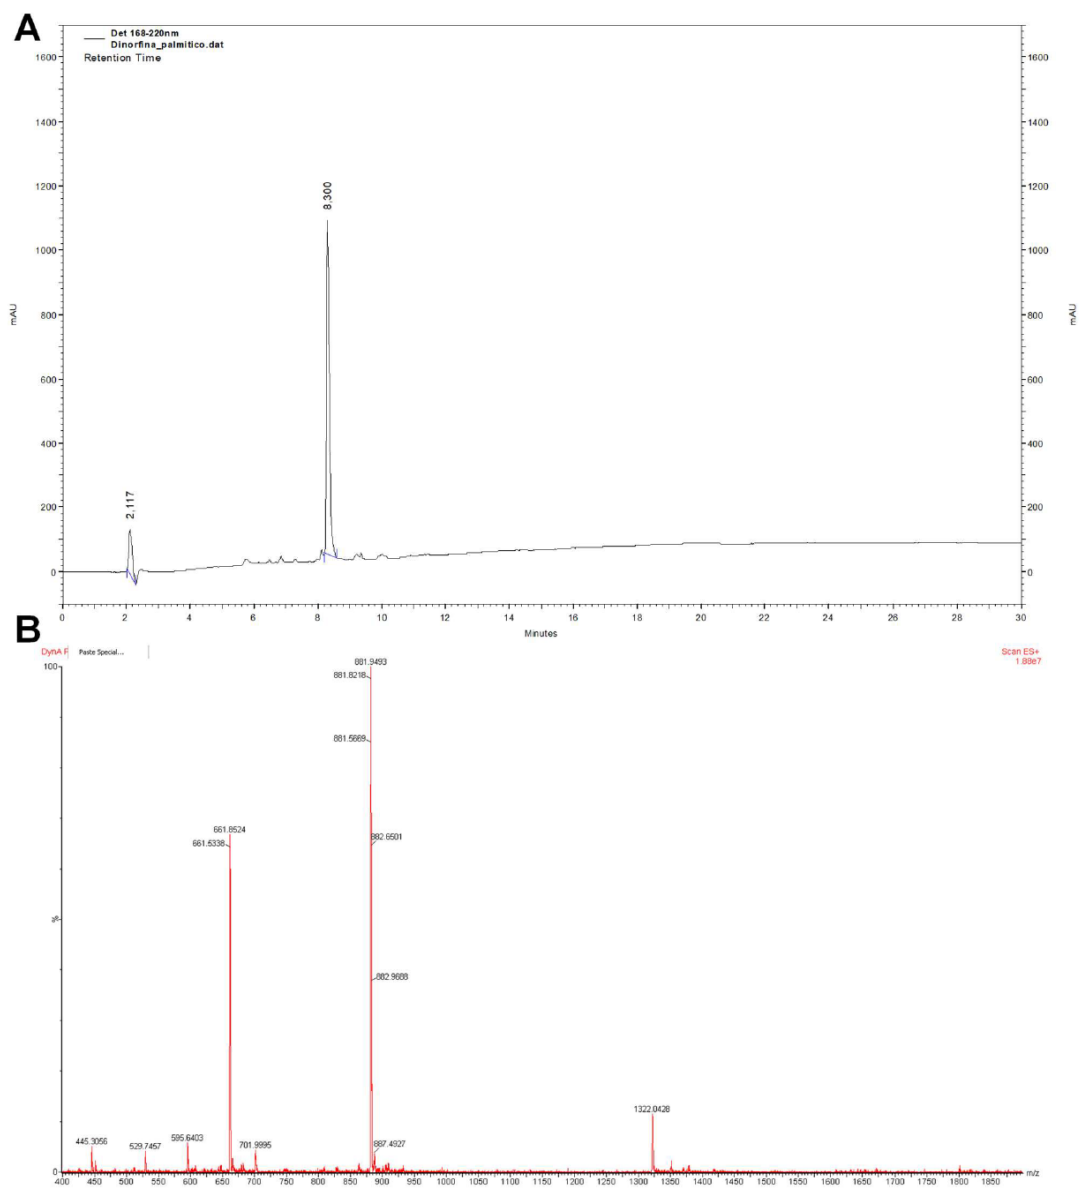 A
Det 168-220nm
Dinorfina_palmitico.dat
Retention Time
1600
1400
1200
1000
800
600
400
200
0
mAU
1600
1400
1200
1000
800
600
400
200
0
mAU
2.117
8.300
0 2 4 6 8 10 12 14 16 18 20 22 24 26 28 30
Minutes
B
DynA F Paste Special...
Scan ES+
1.88e7
100
%
0
881.9493
881.8218
881.5669
661.8524
661.5338
882.6501
882.9688
1322.0428
445.3056
529.7457
595.6403
701.9995
887.4927
400 450 500 550 600 650 700 750 800 850 900 950 1000 1050 1100 1150 1200 1250 1300 1350 1400 1450 1500 1550 1600 1650 1700 1750 1800 1850
m/z